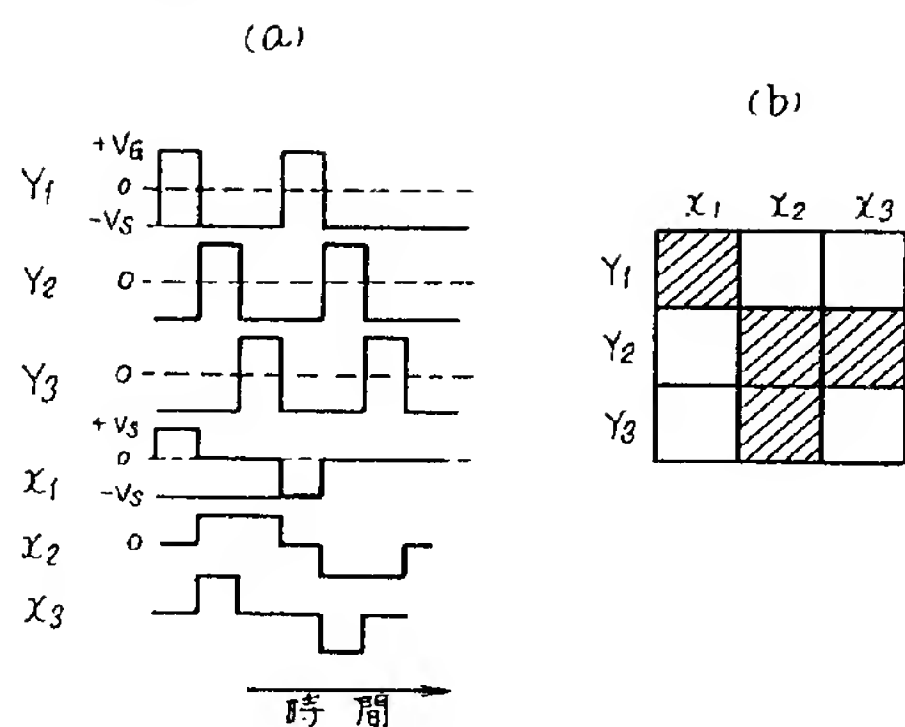 (a)
+VG
Y1 0
-VS
Y2 0
Y3 0
+VS
0
x1 -VS
x2 0
x3
時間
(b)
x1 x2 x3
Y1
Y2
Y3